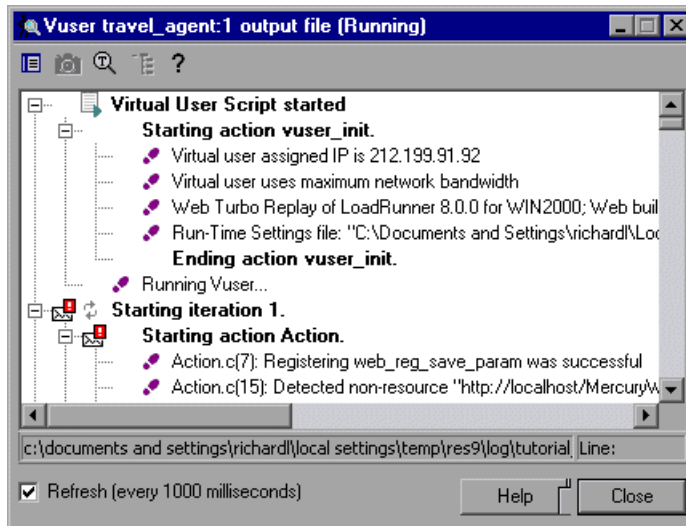 Vuser travel_agent:1 output file (Running)
Virtual User Script started
Starting action vuser_init.
Virtual user assigned IP is 212.199.91.92
Virtual user uses maximum network bandwidth
Web Turbo Replay of LoadRunner 8.0.0 for WIN2000; Web buil
Run-Time Settings file: "C:\Documents and Settings\richardl\Loc
Ending action vuser_init.
Running Vuser...
Starting iteration 1.
Starting action Action.
Action.c(7): Registering web_reg_save_param was successful
Action.c(15): Detected non-resource "http://localhost/MercuryW
c:\documents and settings\richardl\local settings\temp\res9\log\tutorial_ Line:
Refresh (every 1000 milliseconds)
Help
Close